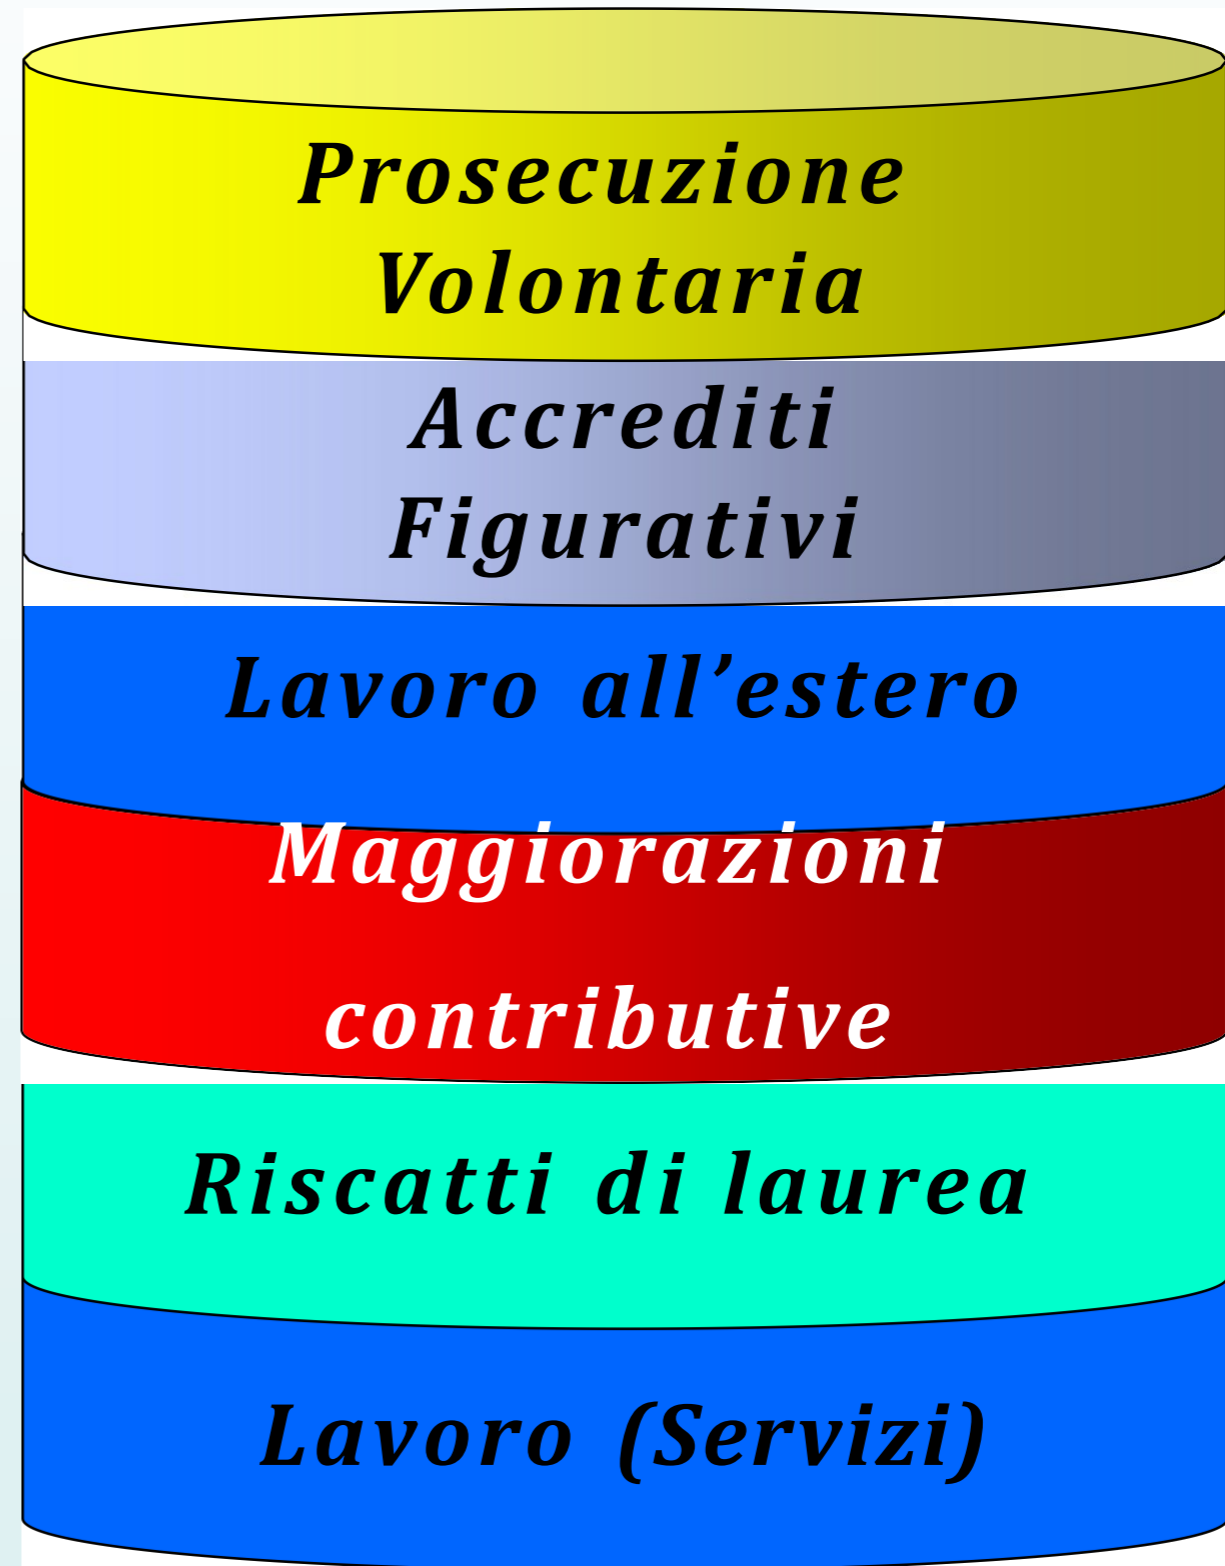 Prosecuzione
Volontaria
Accrediti
Figurativi
Lavoro all’estero
Maggiorazioni
contributive
Riscatti di laurea
Lavoro (Servizi)